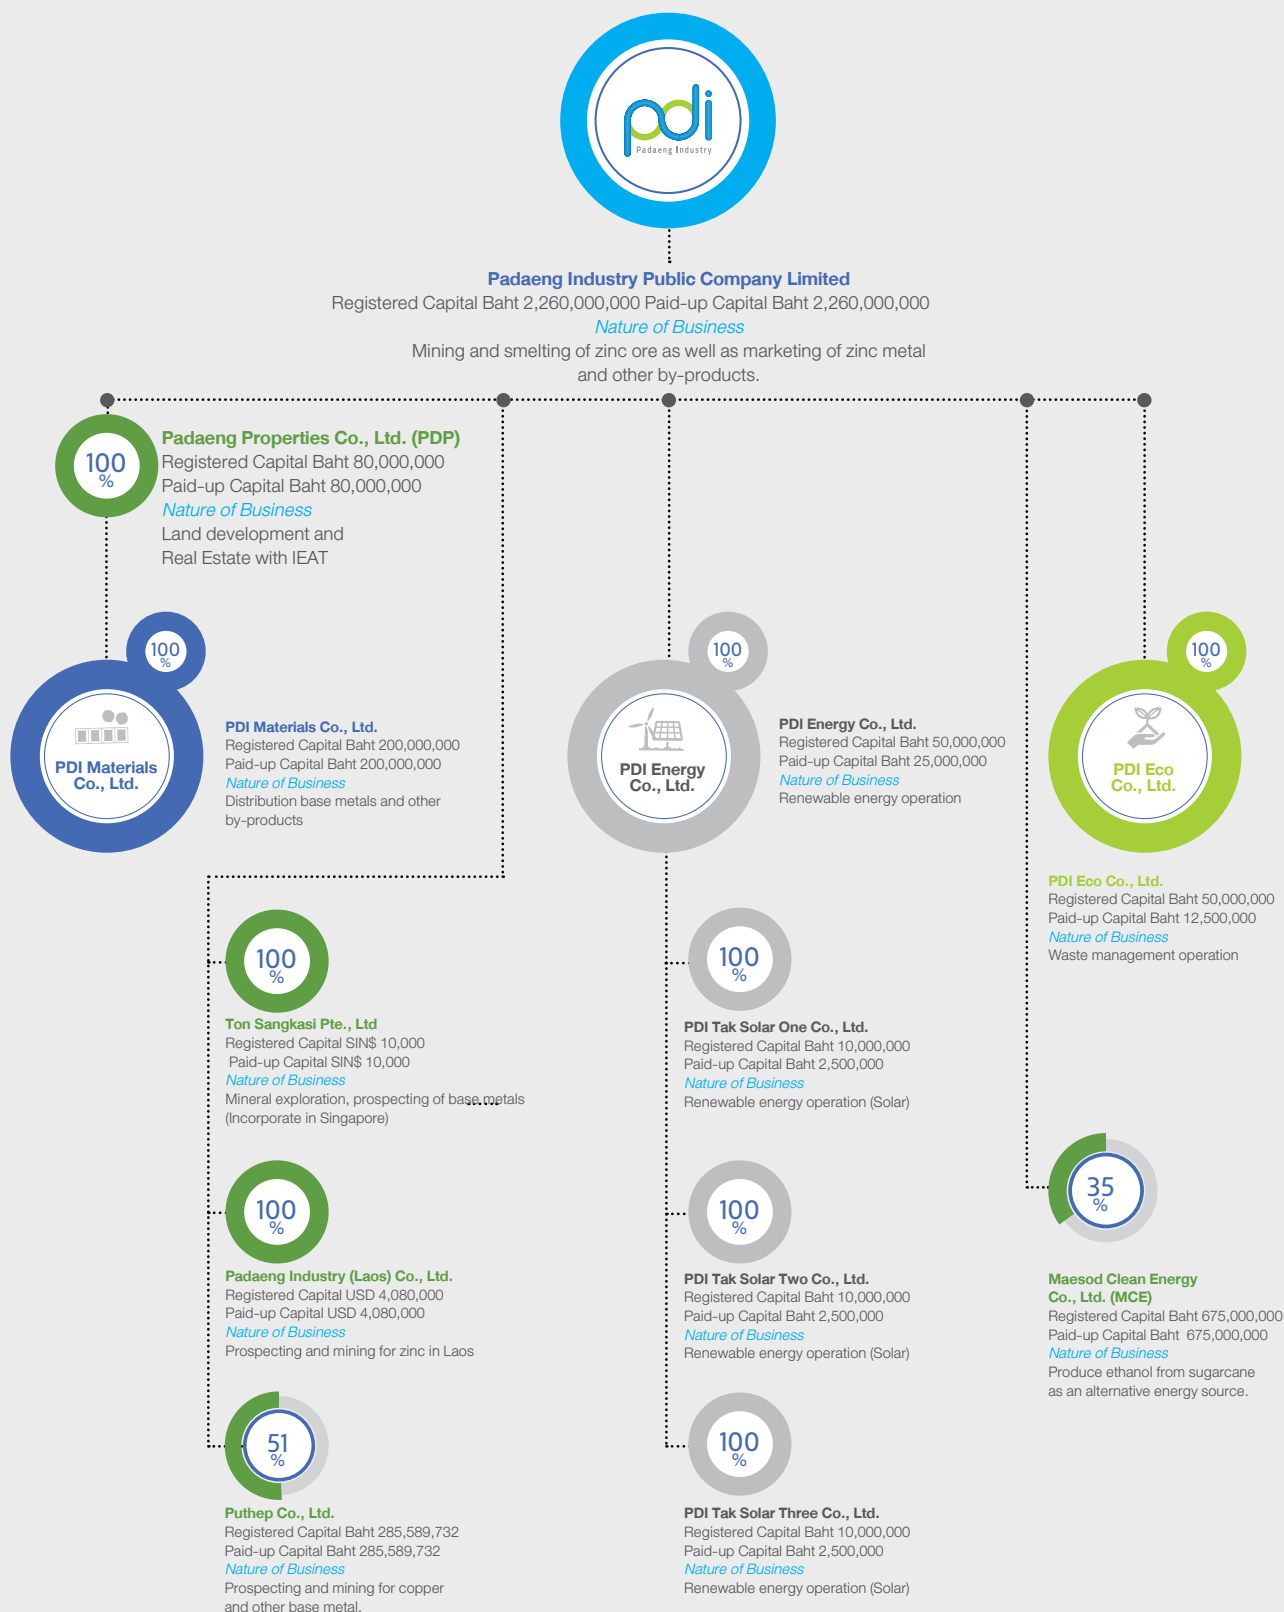 pdi
Padaeng Industry
Padaeng Industry Public Company Limited
Registered Capital Baht 2,260,000,000 Paid-up Capital Baht 2,260,000,000
Nature of Business
Mining and smelting of zinc ore as well as marketing of zinc metal
and other by-products.
100
%
Padaeng Properties Co., Ltd. (PDP)
Registered Capital Baht 80,000,000
Paid-up Capital Baht 80,000,000
Nature of Business
Land development and
Real Estate with IEAT
100
%
PDI Materials
Co., Ltd.
PDI Materials Co., Ltd.
Registered Capital Baht 200,000,000
Paid-up Capital Baht 200,000,000
Nature of Business
Distribution base metals and other
by-products
100
%
PDI Energy
Co., Ltd.
PDI Energy Co., Ltd.
Registered Capital Baht 50,000,000
Paid-up Capital Baht 25,000,000
Nature of Business
Renewable energy operation
100
%
PDI Eco
Co., Ltd.
PDI Eco Co., Ltd.
Registered Capital Baht 50,000,000
Paid-up Capital Baht 12,500,000
Nature of Business
Waste management operation
100
%
Ton Sangkasi Pte., Ltd
Registered Capital SIN$ 10,000
Paid-up Capital SIN$ 10,000
Nature of Business
Mineral exploration, prospecting of base metals
(Incorporate in Singapore)
100
%
Padaeng Industry (Laos) Co., Ltd.
Registered Capital USD 4,080,000
Paid-up Capital USD 4,080,000
Nature of Business
Prospecting and mining for zinc in Laos
51
%
Puthep Co., Ltd.
Registered Capital Baht 285,589,732
Paid-up Capital Baht 285,589,732
Nature of Business
Prospecting and mining for copper
and other base metal.
100
%
PDI Tak Solar One Co., Ltd.
Registered Capital Baht 10,000,000
Paid-up Capital Baht 2,500,000
Nature of Business
Renewable energy operation (Solar)
100
%
PDI Tak Solar Two Co., Ltd.
Registered Capital Baht 10,000,000
Paid-up Capital Baht 2,500,000
Nature of Business
Renewable energy operation (Solar)
100
%
PDI Tak Solar Three Co., Ltd.
Registered Capital Baht 10,000,000
Paid-up Capital Baht 2,500,000
Nature of Business
Renewable energy operation (Solar)
35
%
Maesod Clean Energy
Co., Ltd. (MCE)
Registered Capital Baht 675,000,000
Paid-up Capital Baht 675,000,000
Nature of Business
Produce ethanol from sugarcane
as an alternative energy source.